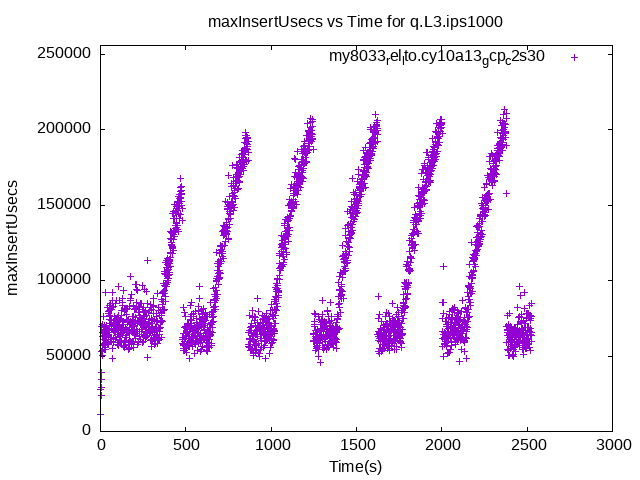 maxInsertUsecs vs Time for q.L3.ips1000
my8033relto.cy10a13gcpc2s30
maxInsertUsecs
250000
200000
150000
100000
50000
0
0 500 1000 1500 2000 2500 3000
Time(s)